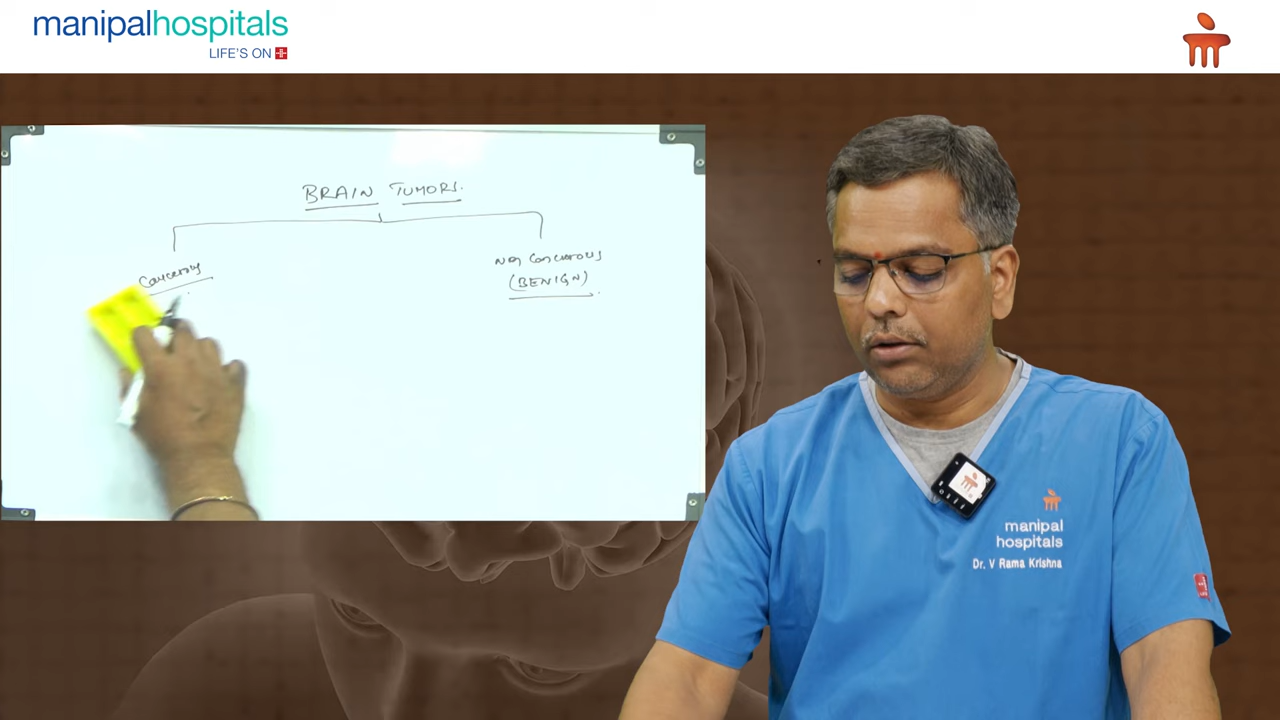 manipalhospitals
LIFE'S ON
BRAIN TUMORS.
Cancerous
Non Cancerous
(BENIGN)
manipal
hospitals
Dr. V Rama Krishna